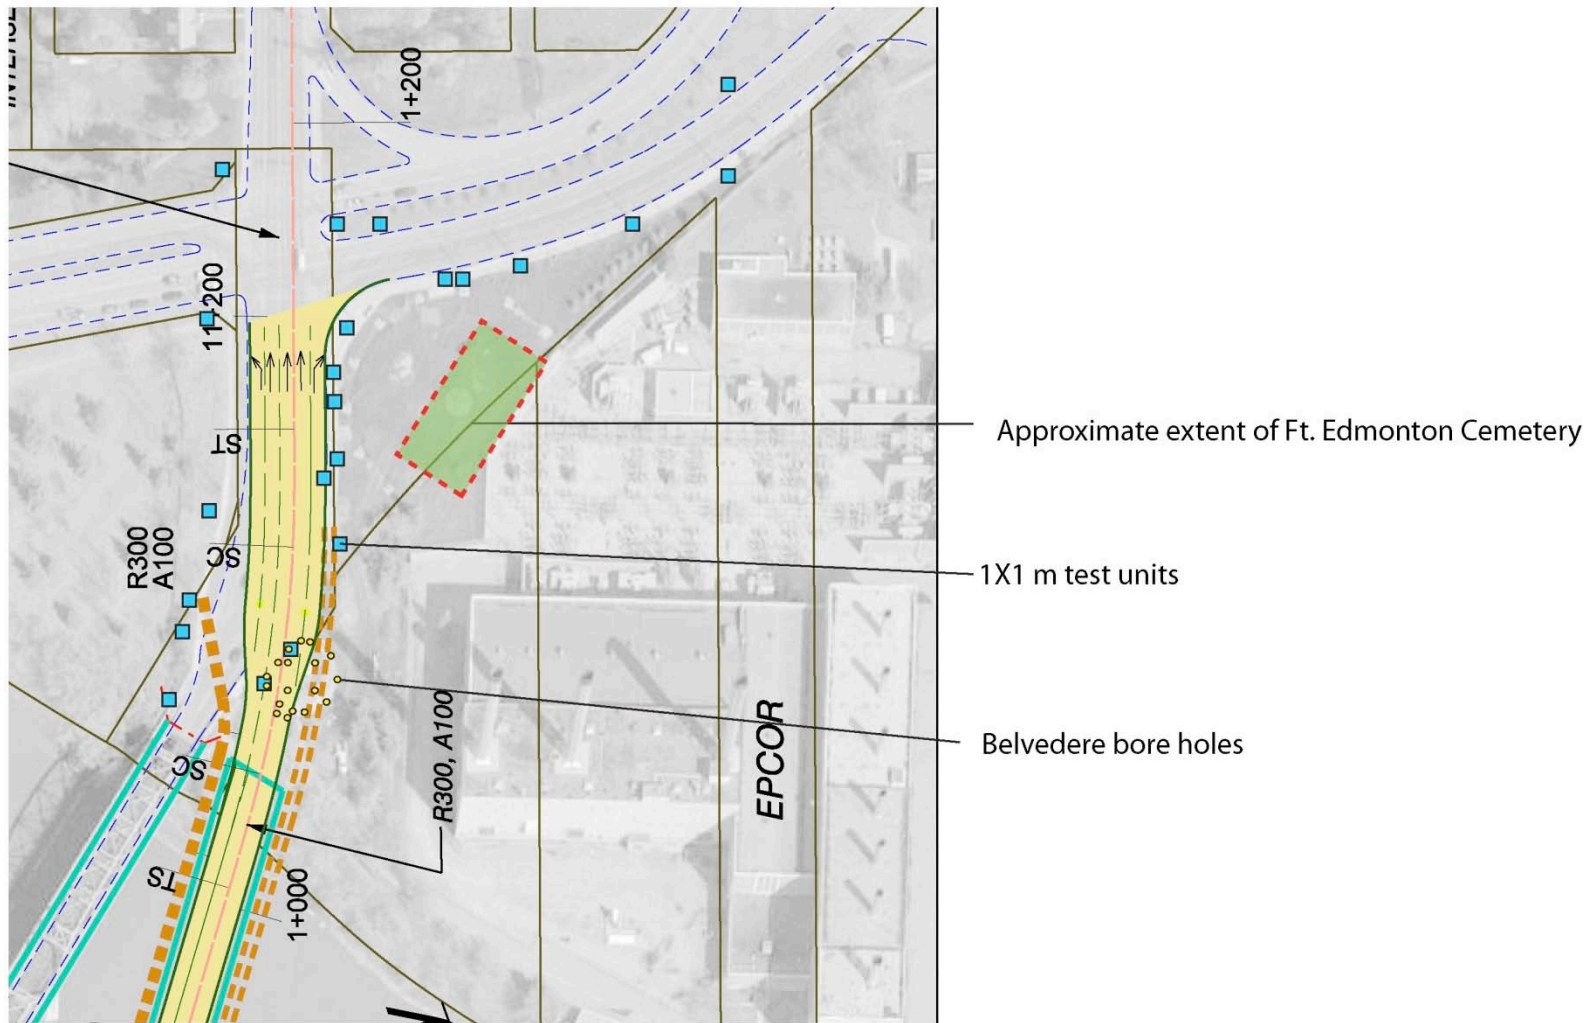 1+200
11+200
ST
R300
A100
SC
Approximate extent of Ft. Edmonton Cemetery
1X1 m test units
Belvedere bore holes
R300, A100
EPCOR
SC
TS
1+000